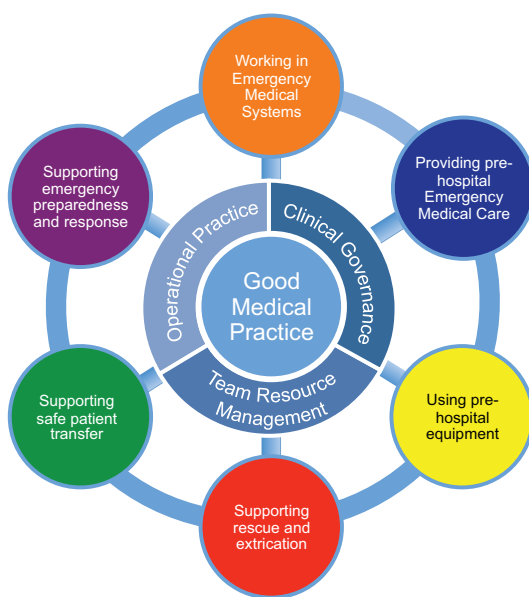 Working in
Emergency
Medical
Systems
Supporting
emergency
preparedness
and response
Providing pre-
hospital
Emergency
Medical Care
Operational Practice
Clinical Governance
Good
Medical
Practice
Team Resource
Management
Supporting
safe patient
transfer
Using pre-
hospital
equipment
Supporting
rescue and
extrication